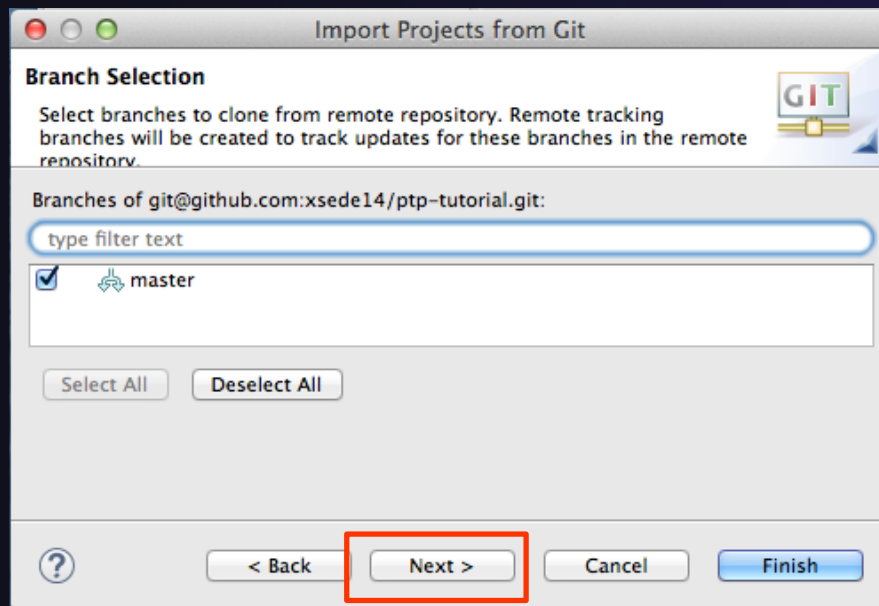 Import Projects from Git
Branch Selection
Select branches to clone from remote repository. Remote tracking
branches will be created to track updates for these branches in the remote
repository.
GIT
Branches of git@github.com:xsede14/ptp-tutorial.git:
type filter text
master
Select All
Deselect All
?
< Back
Next >
Cancel
Finish